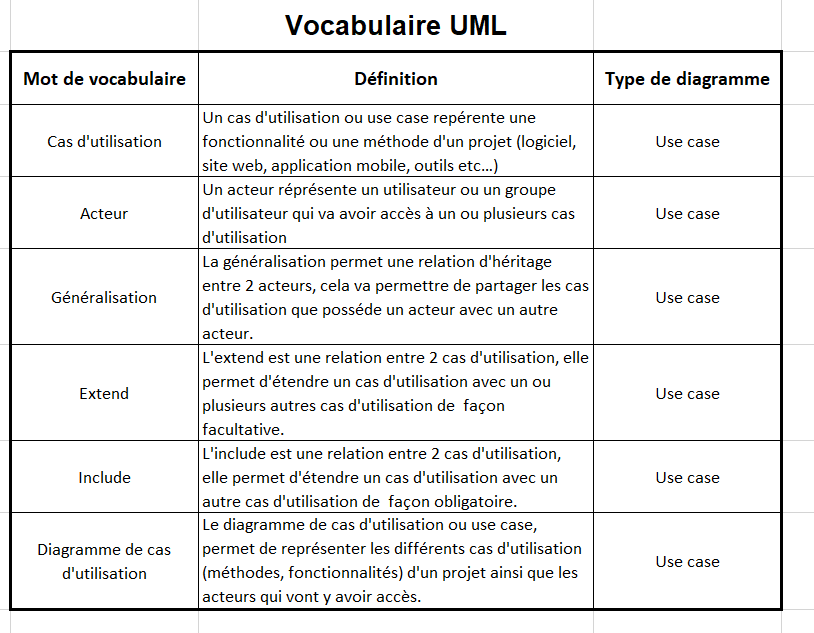 Vocabulaire UML
Mot de vocabulaire
Définition
Type de diagramme
Cas d'utilisation
Un cas d'utilisation ou use case repérente une
fonctionnalité ou une méthode d'un projet (logiciel,
site web, application mobile, outils etc...)
Use case
Acteur
Un acteur réprésente un utilisateur ou un groupe
d'utilisateur qui va avoir accès à un ou plusieurs cas
d'utilisation
Use case
Généralisation
La généralisation permet une relation d'héritage
entre 2 acteurs, cela va permettre de partager les cas
d'utilisation que posséde un acteur avec un autre
acteur.
Use case
Extend
L'extend est une relation entre 2 cas d'utilisation, elle
permet d'étendre un cas d'utilisation avec un ou
plusieurs autres cas d'utilisation de  façon
facultative.
Use case
Include
L'include est une relation entre 2 cas d'utilisation,
elle permet d'étendre un cas d'utilisation avec un
autre cas d'utilisation de  façon obligatoire.
Use case
Diagramme de cas
d'utilisation
Le diagramme de cas d'utilisation ou use case,
permet de représenter les différents cas d'utilisation
(méthodes, fonctionnalités) d'un projet ainsi que les
acteurs qui vont y avoir accès.
Use case